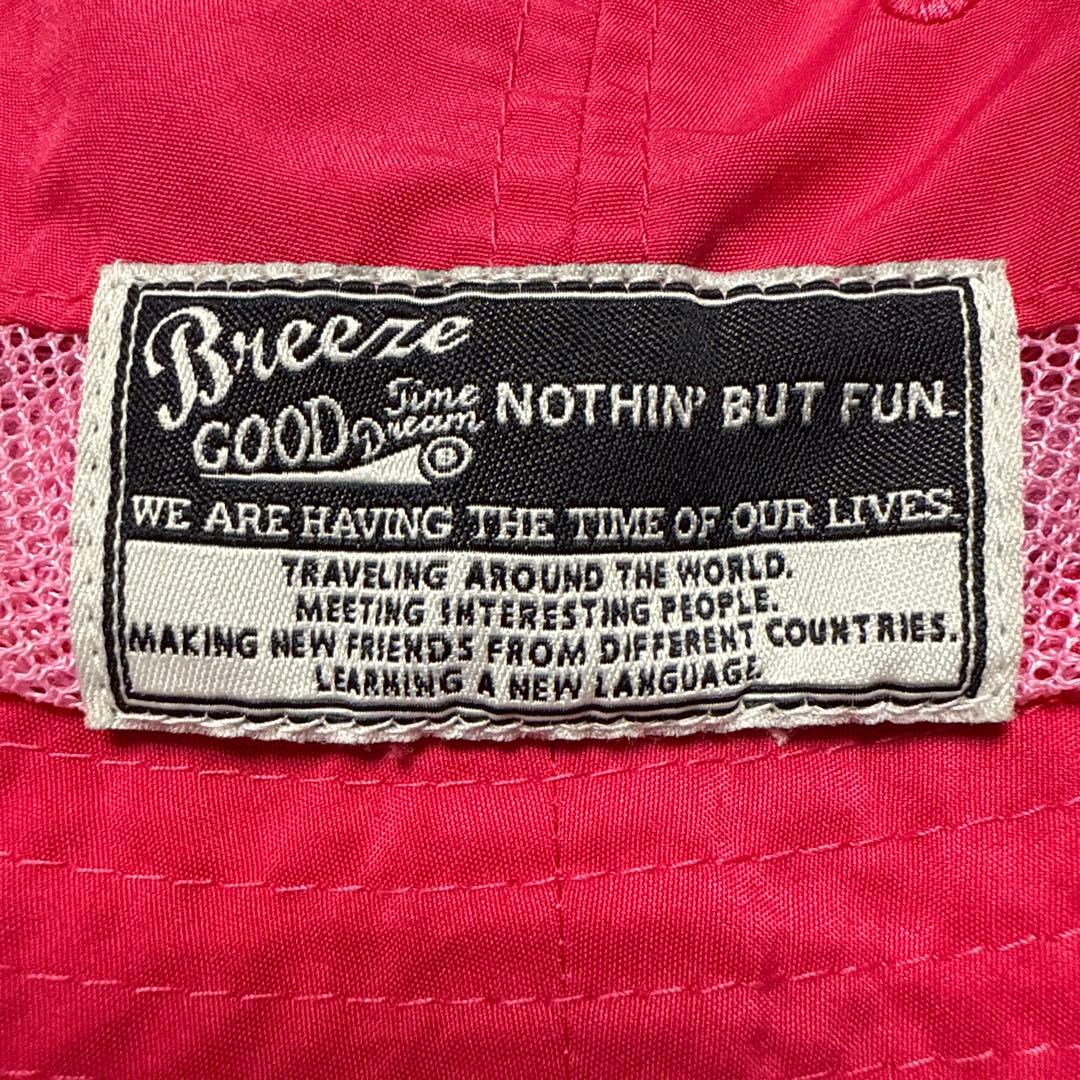 Breeze
GOOD Time Dream ®
NOTHIN' BUT FUN.
WE ARE HAVING THE TIME OF OUR LIVES.
TRAVELING AROUND THE WORLD.
MEETING INTERESTING PEOPLE.
MAKING NEW FRIENDS FROM DIFFERENT COUNTRIES.
LEARNING A NEW LANGUAGE.